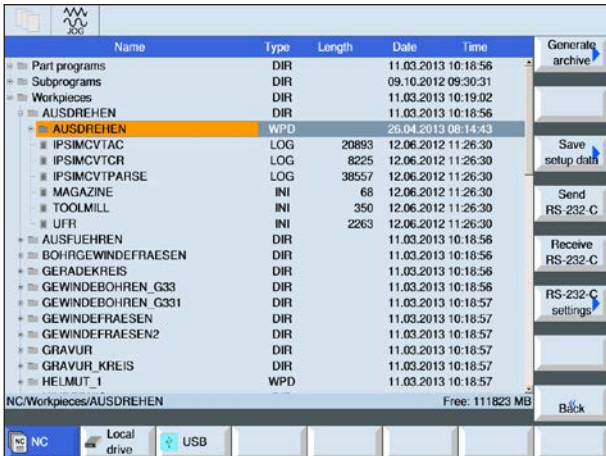 JOG
Name Type Length Date Time
Part programs DIR 11.03.2013 10:18:56
Subprograms DIR 09.10.2012 09:30:31
Workpieces DIR 11.03.2013 10:19:02
AUSDREHEN DIR 11.03.2013 10:18:56
AUSDREHEN WPD 26.04.2013 08:14:43
IPSIMCVTAC LOG 20893 12.06.2012 11:26:30
IPSIMCVTCR LOG 8225 12.06.2012 11:26:30
IPSIMCVTPARSE LOG 38557 12.06.2012 11:26:30
MAGAZINE INI 68 12.06.2012 11:26:30
TOOLMILL INI 350 12.06.2012 11:26:30
UFR INI 2263 12.06.2012 11:26:30
AUSFUEHREN DIR 11.03.2013 10:18:56
BOHRGEWINDEFRAESEN DIR 11.03.2013 10:18:56
GERADEKREIS DIR 11.03.2013 10:18:56
GEWINDEBOHREN_G33 DIR 11.03.2013 10:18:56
GEWINDEBOHREN_G331 DIR 11.03.2013 10:18:57
GEWINDEFRAESEN DIR 11.03.2013 10:18:57
GEWINDEFRAESEN2 DIR 11.03.2013 10:18:57
GRAVUR DIR 11.03.2013 10:18:57
GRAVUR_KREIS DIR 11.03.2013 10:18:57
HELMUT_1 WPD 11.03.2013 10:18:57
NC/Workpieces/AUSDREHEN Free: 111823 MB
Generate
archive
Save
setup data
Send
RS-232-C
Receive
RS-232-C
RS-232-C
settings
Back
NC NC
Local
drive
USB